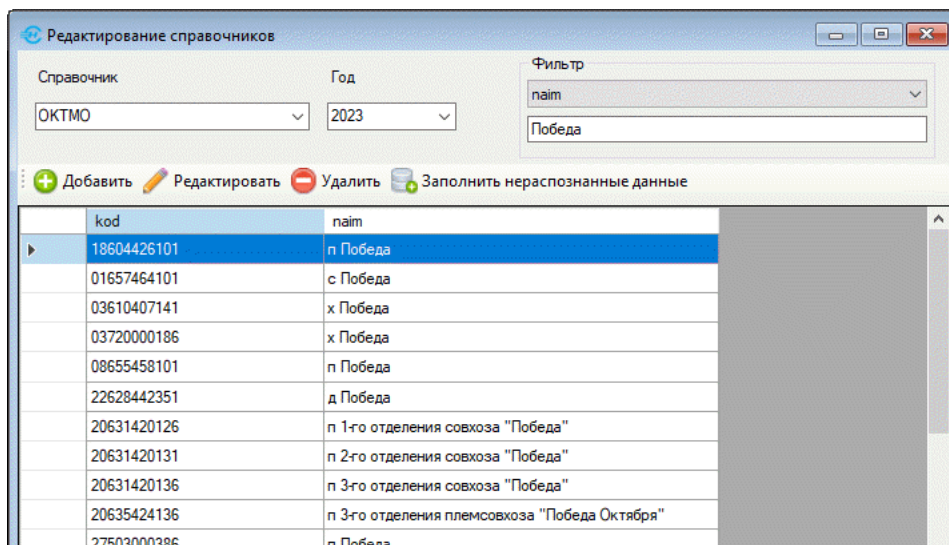 Редактирование справочников
Справочник Год Фильтр
ОКТМО 2023 naim
Победа
Добавить Редактировать Удалить Заполнить нераспознанные данные
kod naim
18604426101 п Победа
01657464101 с Победа
03610407141 х Победа
03720000186 х Победа
08655458101 п Победа
22628442351 д Победа
20631420126 п 1-го отделения совхоза "Победа"
20631420131 п 2-го отделения совхоза "Победа"
20631420136 п 3-го отделения совхоза "Победа"
20635424136 п 3-го отделения племсовхоза "Победа Октября"
27503000386 п Победа